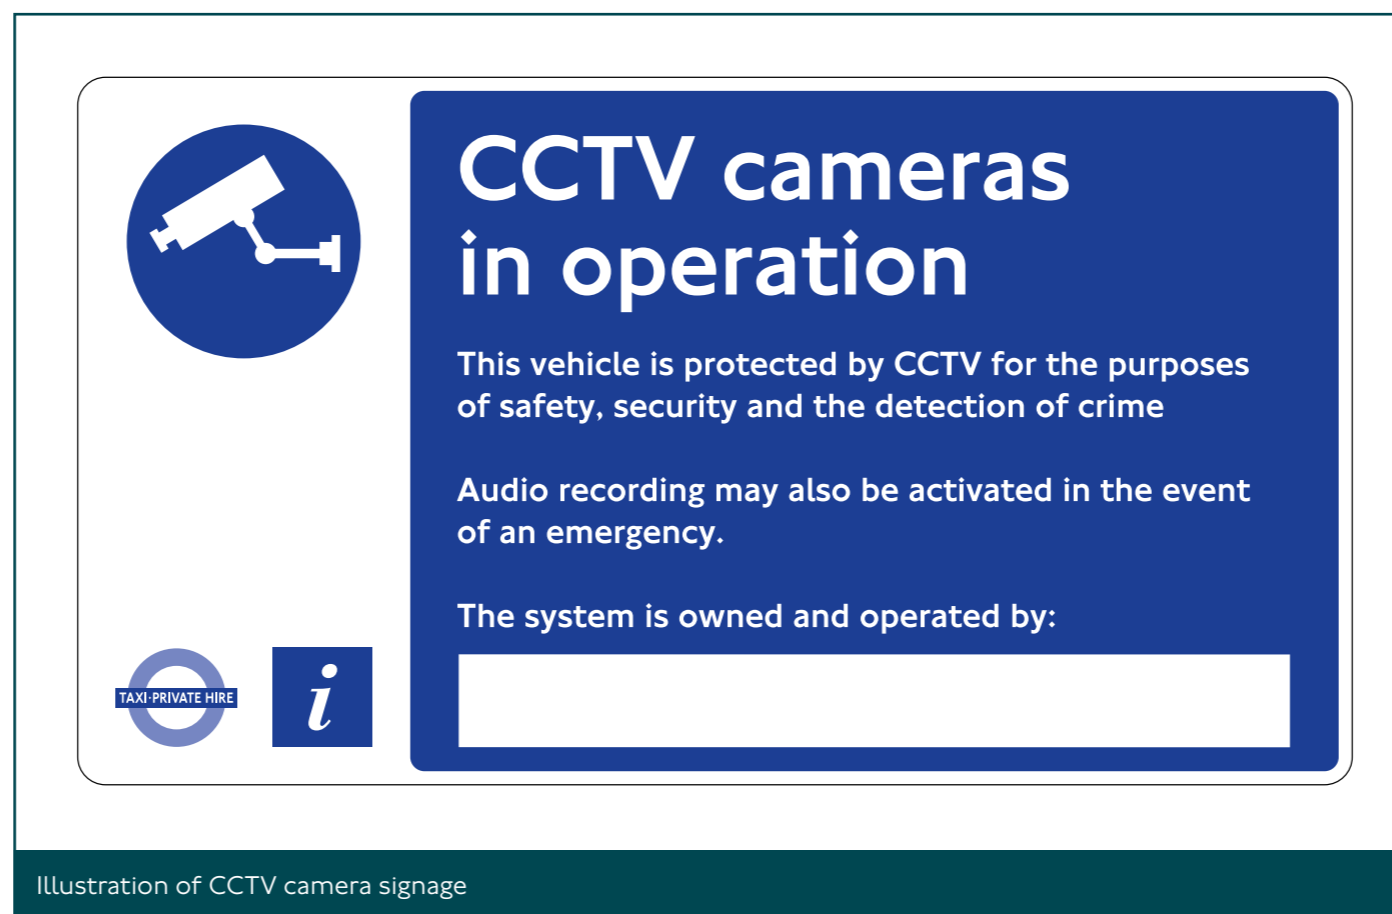 CCTV cameras
in operation
This vehicle is protected by CCTV for the purposes
of safety, security and the detection of crime
Audio recording may also be activated in the event
of an emergency.
The system is owned and operated by:
TAXI·PRIVATE HIRE
i
Illustration of CCTV camera signage